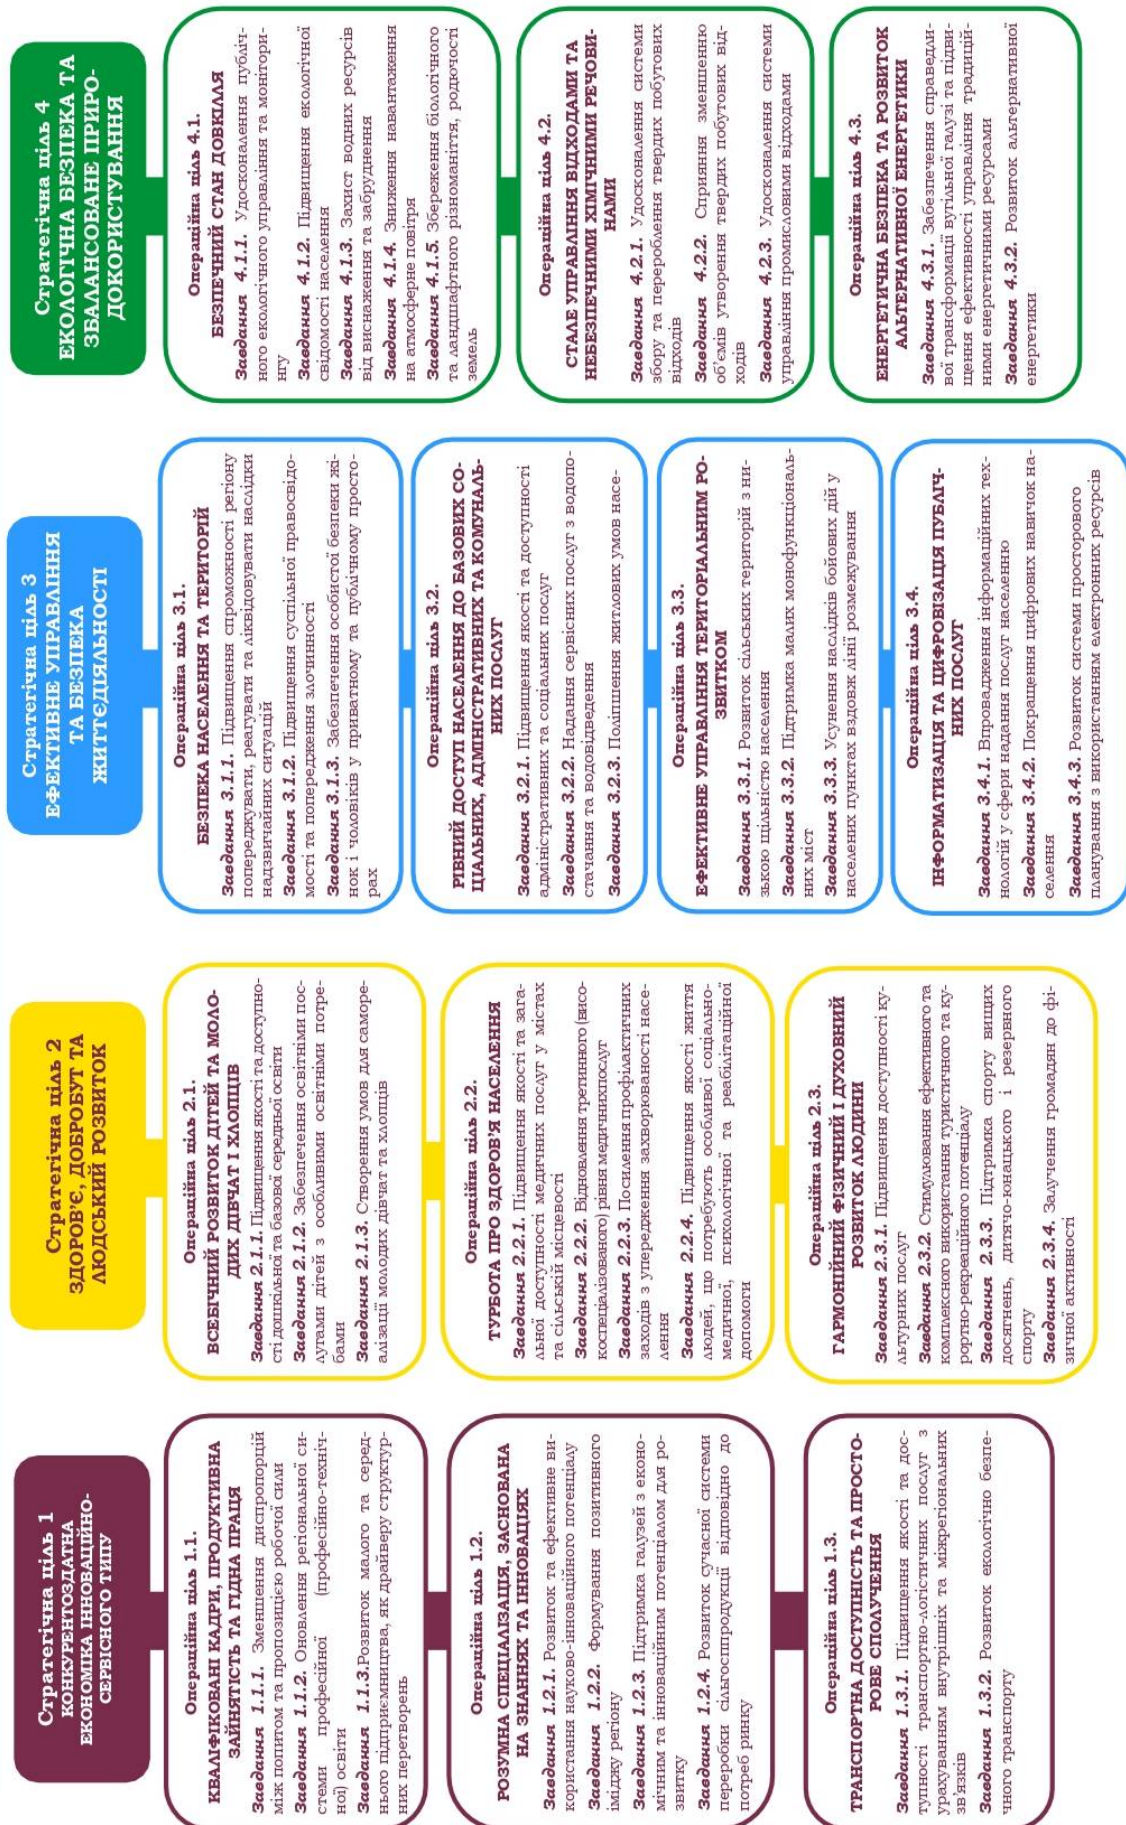 Стратегічна ціль 1
КОНКУРЕНТОЗДАТНА
ЕКОНОМІКА ІННОВАЦІЙНО-
СЕРВІСНОГО ТИПУ
Операційна ціль 1.1.
КВАЛІФІКОВАНІ КАДРИ, ПРОДУКТИВНА
ЗАЙНЯТІСТЬ ТА ГІДНА ПРАЦЯ
Завдання 1.1.1. Зменшення диспропорцій
між попитом та пропозицією робочої сили
Завдання 1.1.2. Оновлення регіональної си-
стеми професійної (професійно-техніч-
ної) освіти
Завдання 1.1.3.Розвиток малого та серед-
нього підприємництва, як драйверу структур-
них перетворень
Операційна ціль 1.2.
РОЗУМНА СПЕЦІАЛІЗАЦІЯ, ЗАСНОВАНА
НА ЗНАННЯХ ТА ІННОВАЦІЯХ
Завдання 1.2.1. Розвиток та ефективне ви-
користання науково-інноваційного потенціалу
Завдання 1.2.2. Формування позитивного
іміджу регіону
Завдання 1.2.3. Підтримка галузей з еконо-
мічним та інноваційним потенціалом для ро-
звитку
Завдання 1.2.4. Розвиток сучасної системи
переробки сільгосппродукції відповідно до
потреб ринку
Операційна ціль 1.3.
ТРАНСПОРТНА ДОСТУПНІСТЬ ТА ПРОСТО-
РОВЕ СПОЛУЧЕННЯ
Завдання 1.3.1. Підвищення якості та дос-
тупності транспортно-логістичних послуг з
урахуванням внутрішніх та міжрегіональних
зв'язків
Завдання 1.3.2. Розвиток екологічно безпе-
чного транспорту
Стратегічна ціль 2
ЗДОРОВ'Є, ДОБРОБУТ ТА
ЛЮДСЬКИЙ РОЗВИТОК
Операційна ціль 2.1.
ВСЕБІЧНИЙ РОЗВИТОК ДІТЕЙ ТА МОЛО-
ДИХ ДІВЧАТ І ХЛОПЦІВ
Завдання 2.1.1. Підвищення якості та доступно-
сті дошкільної та базової середньої освіти
Завдання 2.1.2. Забезпечення освітніми пос-
лугами дітей з особливими освітніми потре-
бами
Завдання 2.1.3. Створення умов для саморе-
алізації молодих дівчат та хлопців
Операційна ціль 2.2.
ТУРБОТА ПРО ЗДОРОВ'Я НАСЕЛЕННЯ
Завдання 2.2.1. Підвищення якості та зага-
льної доступності медичних послуг у містах
та сільській місцевості
Завдання 2.2.2. Відновлення третинного (висо-
коспеціалізованого) рівня медичнихпослуг
Завдання 2.2.3. Посилення профілактичних
заходів з упередження захворюваності насе-
лення
Завдання 2.2.4. Підвищення якості життя
людей, що потребують особливої соціально-
медичної, психологічної та реабілітаційної
допомоги
Операційна ціль 2.3.
ГАРМОНІЙНИЙ ФІЗИЧНИЙ І ДУХОВНИЙ
РОЗВИТОК ЛЮДИНИ
Завдання 2.3.1. Підвищення доступності ку-
льтурних послуг
Завдання 2.3.2. Стимулювання ефективного та
комплексного використання туристичного та ку-
рортно-рекреаційного потенціалу
Завдання 2.3.3. Підтримка спорту вищих
досягнень, дитячо-юнацького і резервного
спорту
Завдання 2.3.4. Залучення громадян до фі-
зичної активності
Стратегічна ціль 3
ЕФЕКТИВНЕ УПРАВЛІННЯ
ТА БЕЗПЕКА
ЖИТТЄДІЯЛЬНОСТІ
Операційна ціль 3.1.
БЕЗПЕКА НАСЕЛЕННЯ ТА ТЕРИТОРІЙ
Завдання 3.1.1. Підвищення спроможності регіону
попереджувати, реагувати та ліквідовувати наслідки
надзвичайних ситуацій
Завдання 3.1.2. Підвищення суспільної правосвідо-
мості та попередження злочинності
Завдання 3.1.3. Забезпечення особистої безпеки жі-
нок і чоловіків у приватному та публічному просто-
рах
Операційна ціль 3.2.
РІВНИЙ ДОСТУП НАСЕЛЕННЯ ДО БАЗОВИХ СО-
ЦІАЛЬНИХ, АДМІНІСТРАТИВНИХ ТА КОМУНАЛЬ-
НИХ ПОСЛУГ
Завдання 3.2.1. Підвищення якості та доступності
адміністративних та соціальних послуг
Завдання 3.2.2. Надання сервісних послуг з водопо-
стачання та водовідведення
Завдання 3.2.3. Поліпшення житлових умов насе-
Операційна ціль 3.3.
ЕФЕКТИВНЕ УПРАВЛІННЯ ТЕРИТОРІАЛЬНИМ РО-
ЗВИТКОМ
Завдання 3.3.1. Розвиток сільських територій з ни-
зькою щільністю населення
Завдання 3.3.2. Підтримка малих монофункціональ-
них міст
Завдання 3.3.3. Усунення наслідків бойових дій у
населених пунктах вздовж лінії розмежування
Операційна ціль 3.4.
ІНФОРМАТИЗАЦІЯ ТА ЦИФРОВІЗАЦІЯ ПУБЛІЧ-
НИХ ПОСЛУГ
Завдання 3.4.1. Впровадження інформаційних тех-
нологій у сфери надання послуг населенню
Завдання 3.4.2. Покращення цифрових навичок на-
селення
Завдання 3.4.3. Розвиток системи просторового
планування з використанням електронних ресурсів
Стратегічна ціль 4
ЕКОЛОГІЧНА БЕЗПЕКА ТА
ЗБАЛАНСОВАНЕ ПРИРО-
ДОКОРИСТУВАННЯ
Операційна ціль 4.1.
БЕЗПЕЧНИЙ СТАН ДОВКІЛЛЯ
Завдання 4.1.1. Удосконалення публіч-
ного екологічного управління та монітори-
нгу
Завдання 4.1.2. Підвищення екологічної
свідомості населення
Завдання 4.1.3. Захист водних ресурсів
від виснаження та забруднення
Завдання 4.1.4. Зниження навантаження
на атмосферне повітря
Завдання 4.1.5. Збереження біологічного
та ландшафтного різноманіття, родючості
земель
Операційна ціль 4.2.
СТАЛЕ УПРАВЛІННЯ ВІДХОДАМИ ТА
НЕБЕЗПЕЧНИМИ ХІМІЧНИМИ РЕЧОВИ-
НАМИ
Завдання 4.2.1. Удосконалення системи
збору та перероблення твердих побутових
відходів
Завдання 4.2.2. Сприяння зменшенню
об'ємів утворення твердих побутових від-
ходів
Завдання 4.2.3. Удосконалення системи
управління промисловими відходами
Операційна ціль 4.3.
ЕНЕРГЕТИЧНА БЕЗПЕКА ТА РОЗВИТОК
АЛЬТЕРНАТИВНОЇ ЕНЕРГЕТИКИ
Завдання 4.3.1. Забезпечення справедли-
вої трансформації вугільної галузі та підви-
щення ефективності управління традицій-
ними енергетичними ресурсами
Завдання 4.3.2. Розвиток альтернативної
енергетики